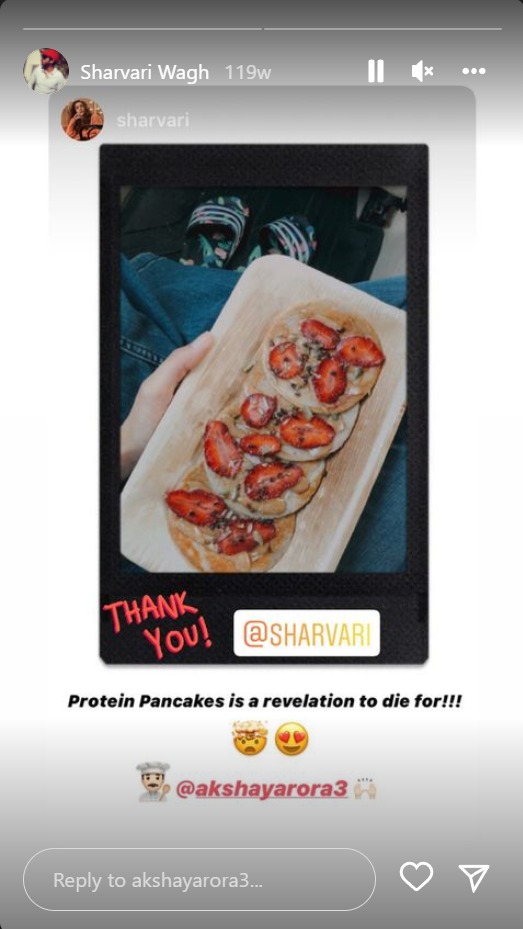 Sharvari Wagh 119w
sharvari
THANK
YOU!
@SHARVARI
Protein Pancakes is a revelation to die for!!!
@akshayarora3
Reply to akshayarora3...